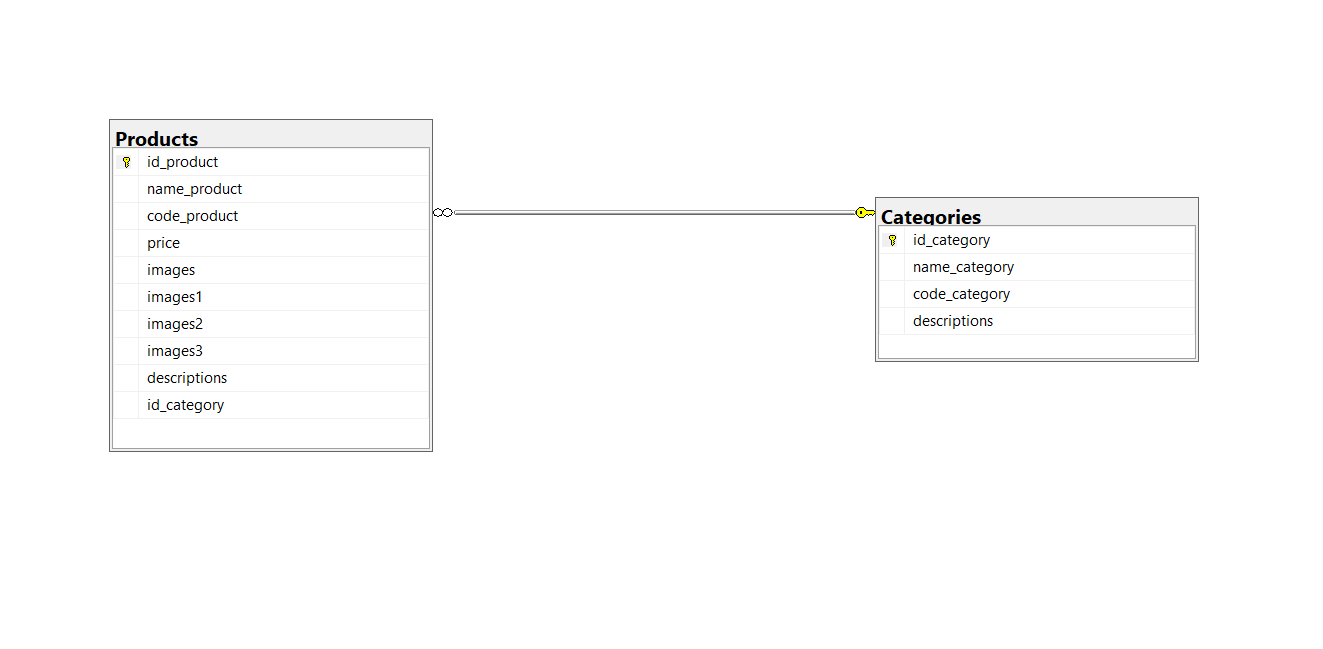 Products
id_product
name_product
code_product
price
images
images1
images2
images3
descriptions
id_category
Categories
id_category
name_category
code_category
descriptions